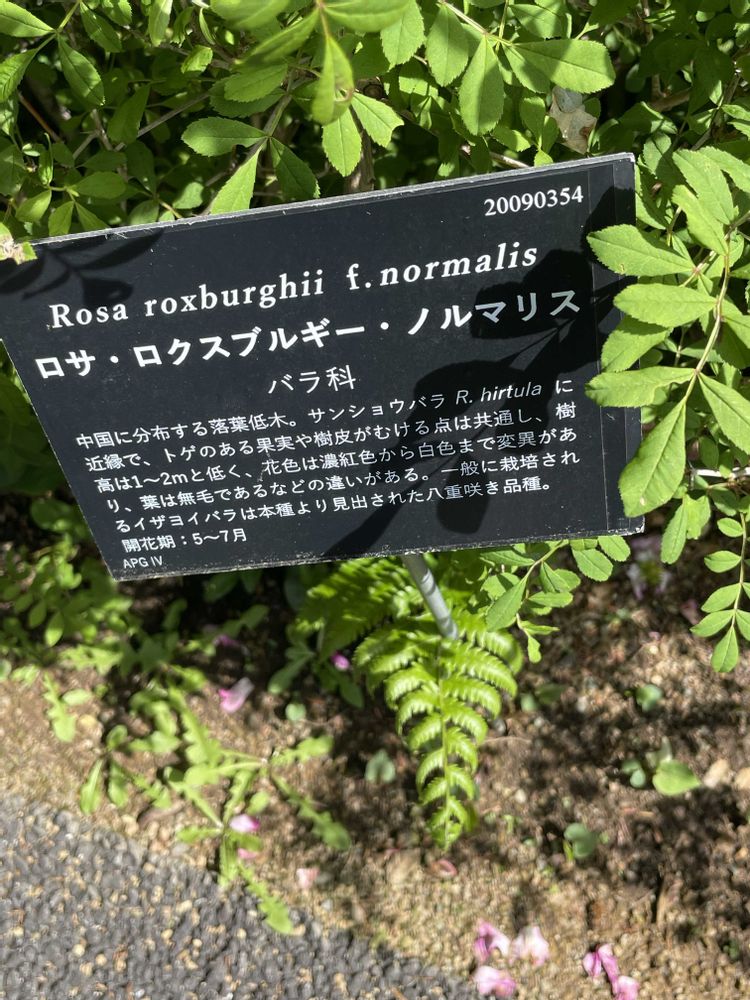 20090354
Rosa roxburghii f. normalis
ロサ・ロクスブルギー・ノルマリス
バラ科
中国に分布する落葉低木。サンショウバラ R. hirtula に
近縁で、トゲのある果実や樹皮がむける点は共通し、樹
高は1〜2mと低く、花色は濃紅色から白色まで変異があ
り、葉は無毛であるなどの違いがある。一般に栽培され
るイザヨイバラは本種より見出された八重咲き品種。
開花期：5〜7月
APG IV